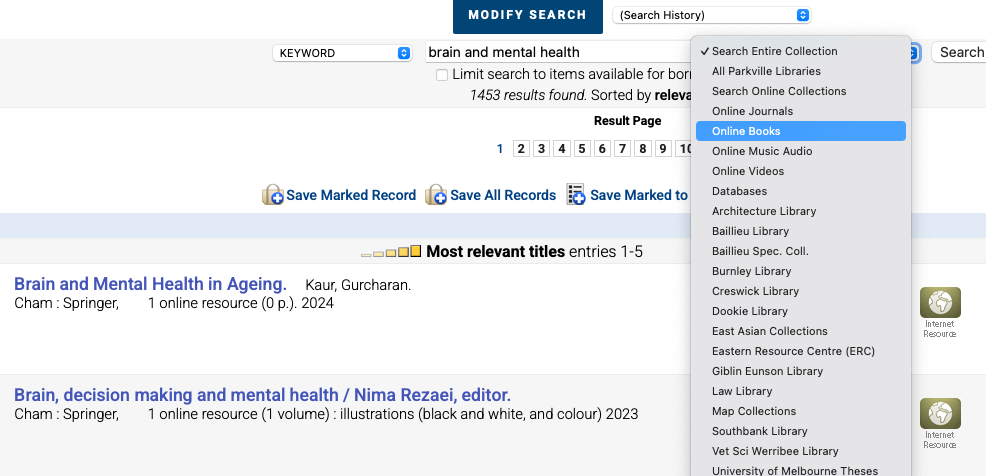 MODIFY SEARCH
(Search History)
KEYWORD
brain and mental health
Search
Limit search to items available for
1453 results found. Sorted by
Result Page
1 2 3 4 5 6 7 8 9 10
Save Marked Record
Save All Records
Save Marked to
Most relevant titles entries 1-5
Brain and Mental Health in Ageing. Kaur, Gurcharan.
Cham : Springer, 1 online resource (0 p.). 2024
Internet
Resource
Brain, decision making and mental health / Nima Rezaei, editor.
Cham : Springer, 1 online resource (1 volume) : illustrations (black and white, and colour) 2023
Internet
Resource
✓ Search Entire Collection
All Parkville Libraries
Search Online Collections
Online Journals
Online Books
Online Music Audio
Online Videos
Databases
Architecture Library
Baillieu Library
Baillieu Spec. Coll.
Burnley Library
Creswick Library
Dookie Library
East Asian Collections
Eastern Resource Centre (ERC)
Giblin Eunson Library
Law Library
Map Collections
Southbank Library
Vet Sci Werribee Library
University of Melbourne Theses